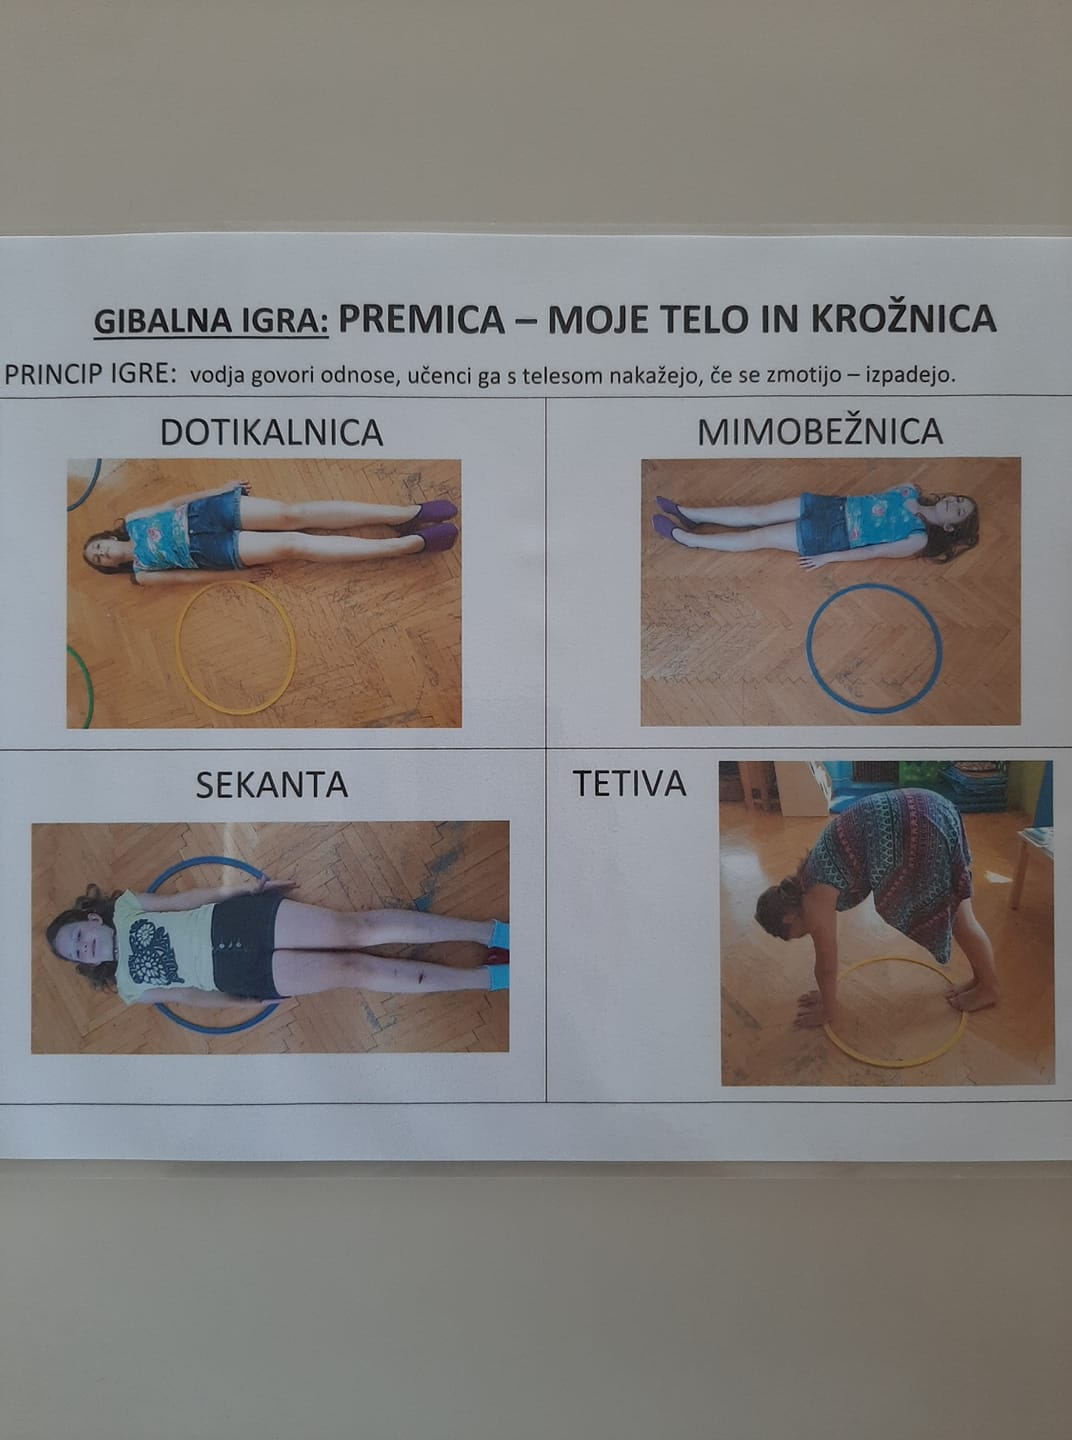 GIBALNA IGRA: PREMICA – MOJE TELO IN KROŽNICA
PRINCIP IGRE: vodja govori odnose, učenci ga s telesom nakažejo, če se zmotijo – izpadejo.
DOTIKALNICA
MIMOBEŽNICA
SEKANTA
TETIVA